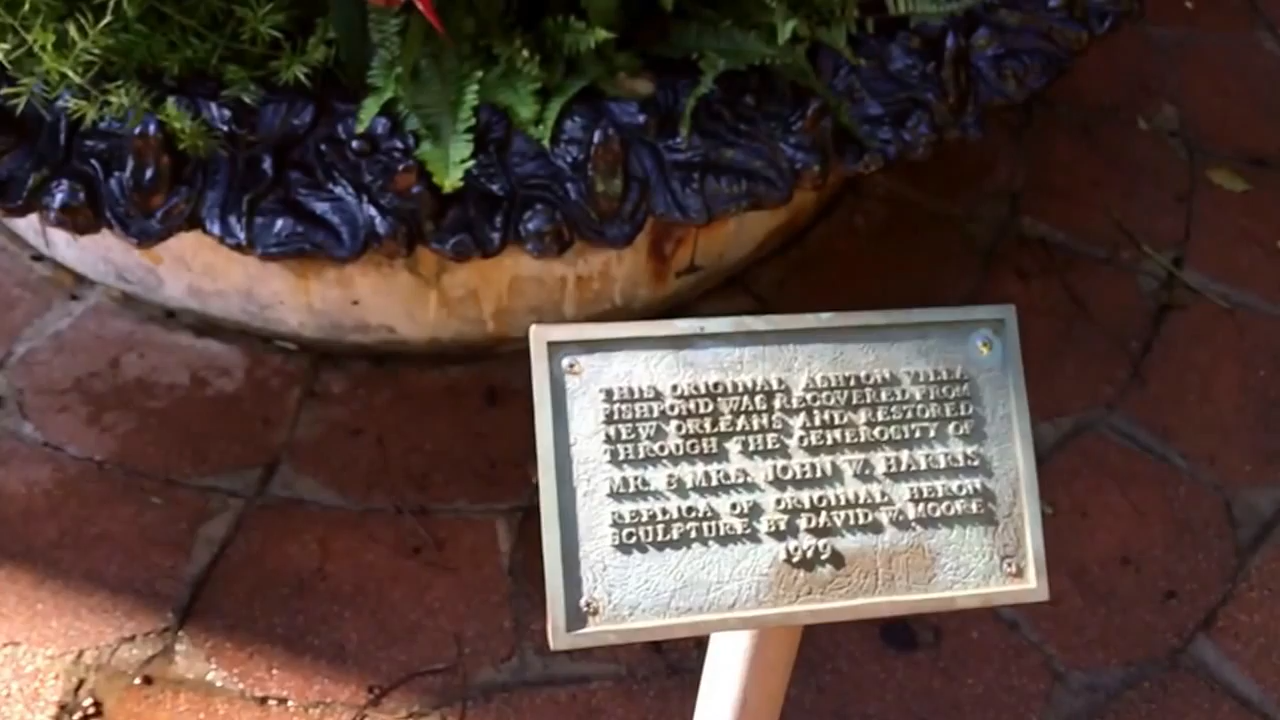 THIS ORIGINAL ASHTON VILLA
FISHPOND WAS RECOVERED FROM
NEW ORLEANS AND RESTORED
THROUGH THE GENEROCITY OF
MR. & MRS. JOHN W. HARRIS
REPLICA OF ORIGINAL HERON
SCULPTURE BY DAVID W. MOORE
1979